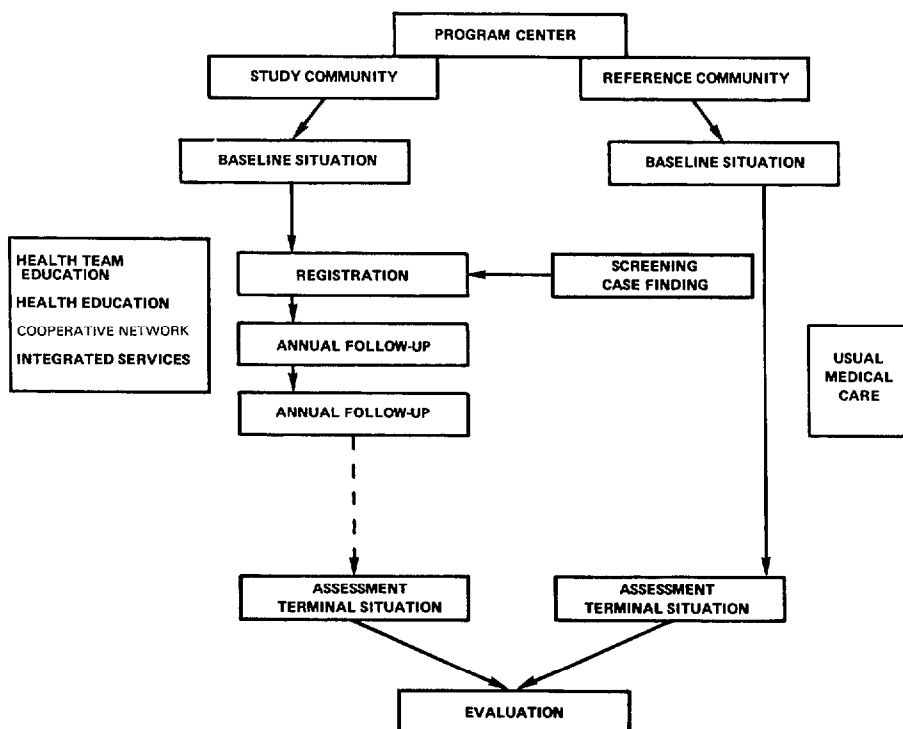 PROGRAM CENTER
STUDY COMMUNITY
REFERENCE COMMUNITY
BASELINE SITUATION
BASELINE SITUATION
HEALTH TEAM
EDUCATION
HEALTH EDUCATION
COOPERATIVE NETWORK
INTEGRATED SERVICES
REGISTRATION
SCREENING
CASE FINDING
ANNUAL FOLLOW-UP
ANNUAL FOLLOW-UP
USUAL
MEDICAL
CARE
ASSESSMENT
TERMINAL SITUATION
ASSESSMENT
TERMINAL SITUATION
EVALUATION